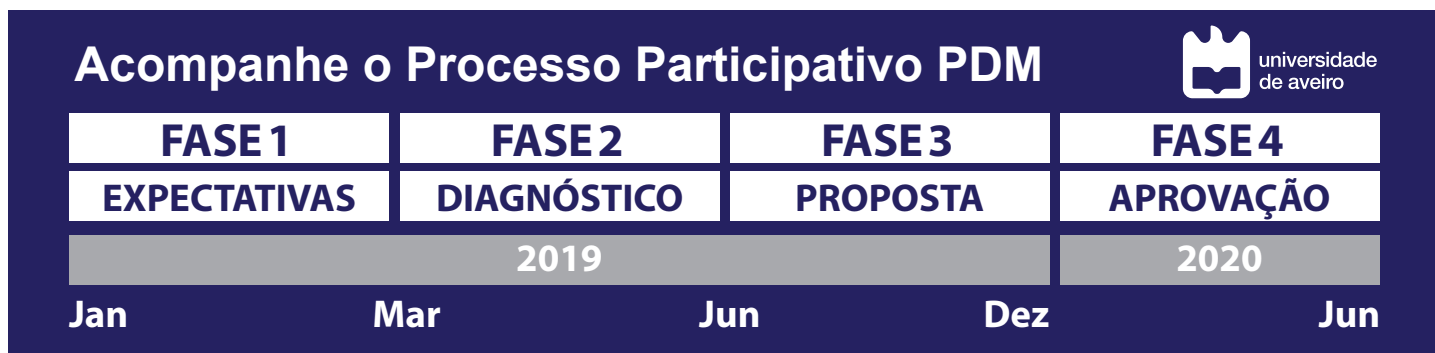 Acompanhe o Processo Participativo PDM
universidade
de aveiro
FASE 1 FASE 2 FASE 3 FASE 4
EXPECTATIVAS DIAGNÓSTICO PROPOSTA APROVAÇÃO
2019 2020
Jan Mar Jun Dez Jun